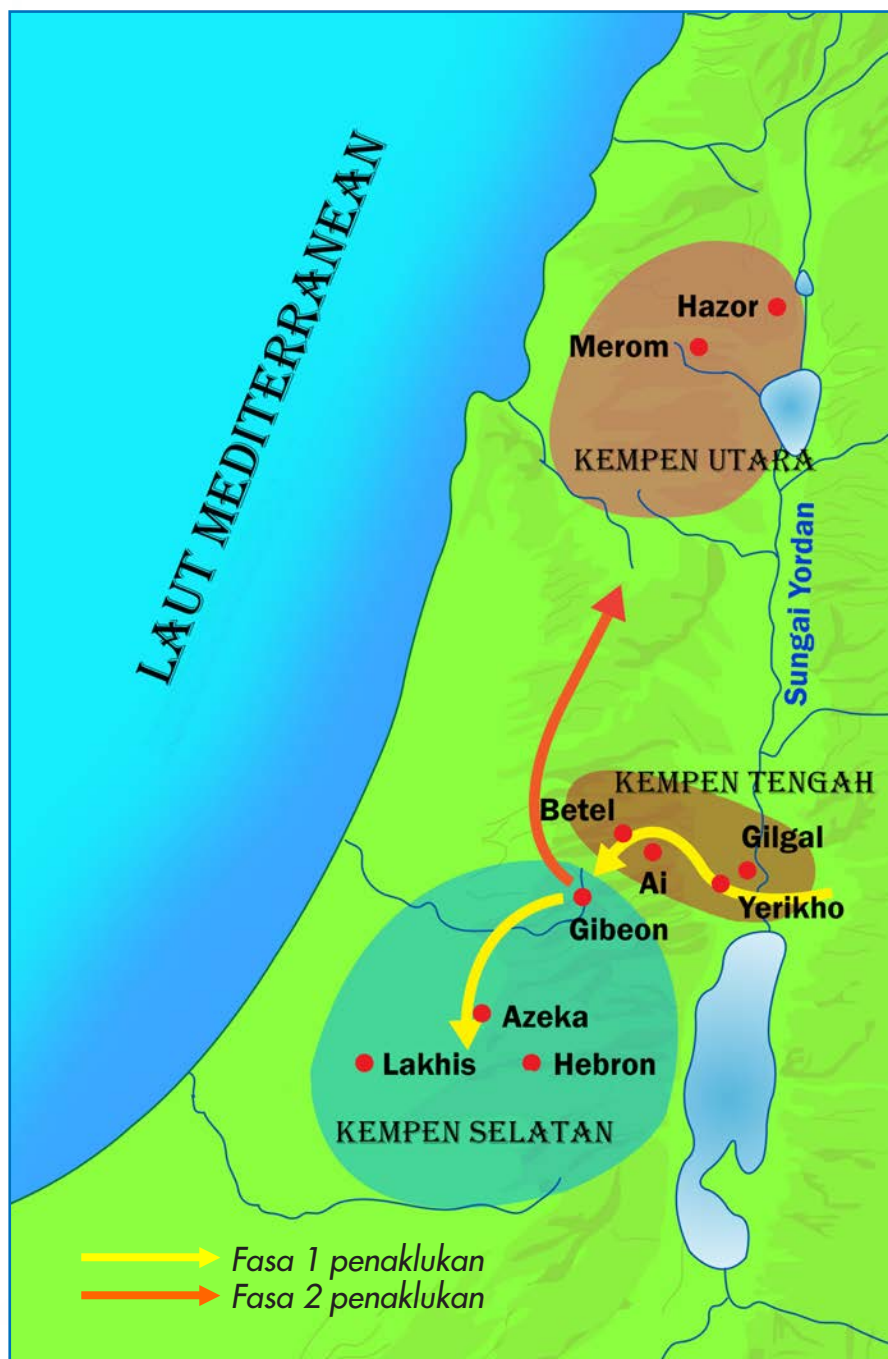 LAUT MEDITERRANEAN
Hazor
Merom
KEMPEN UTARA
Sungai Yordan
KEMPEN TENGAH
Betel
Gilgal
Ai
Yerikho
Gibeon
Azeka
Lakhis
Hebron
KEMPEN SELATAN
Fasa 1 penaklukan
Fasa 2 penaklukan